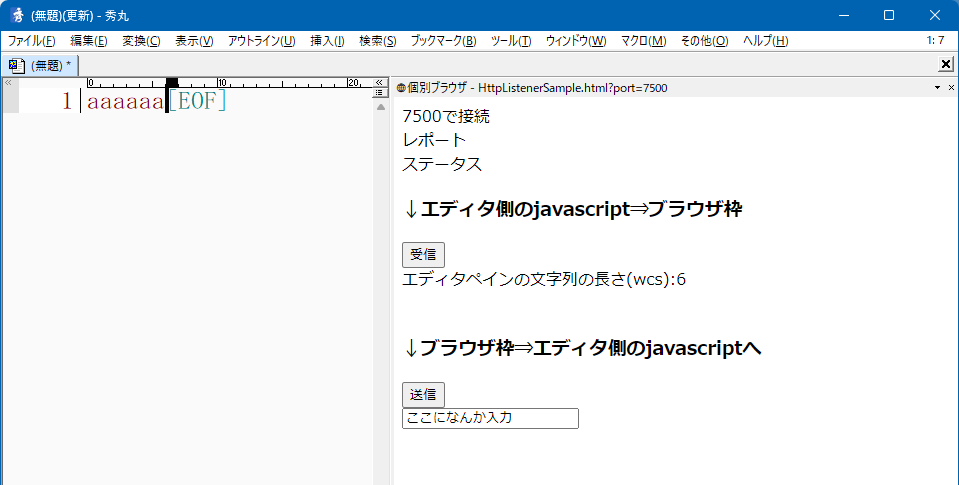 (無題)(更新) - 秀丸
ファイル(F) 編集(E) 変換(C) 表示(V) アウトライン(U) 挿入(I) 検索(S) ブックマーク(B) ツール(T) ウィンドウ(W) マクロ(M) その他(O) ヘルプ(H) 1: 7
(無題) *
0 10 20
1 aaaaaa[EOF]
個別ブラウザ - HttpListenerSample.html?port=7500
7500で接続
レポート
ステータス
↓エディタ側のjavascript⇒ブラウザ枠
受信
エディタペインの文字列の長さ(wcs):6
↓ブラウザ枠⇒エディタ側のjavascriptへ
送信
ここになんか入力